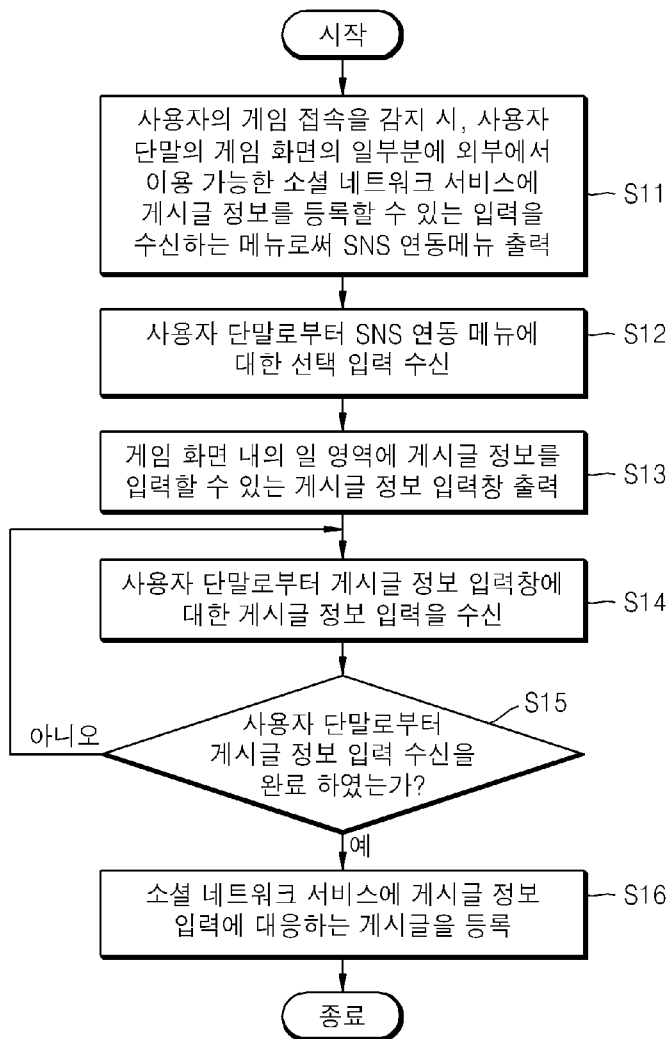 시작
사용자의 게임 접속을 감지 시, 사용자
단말의 게임 화면의 일부분에 외부에서
이용 가능한 소셜 네트워크 서비스에
게시글 정보를 등록할 수 있는 입력을
수신하는 메뉴로써 SNS 연동메뉴 출력
S11
사용자 단말로부터 SNS 연동 메뉴에
대한 선택 입력 수신
S12
게임 화면 내의 일 영역에 게시글 정보를
입력할 수 있는 게시글 정보 입력창 출력
S13
사용자 단말로부터 게시글 정보 입력창에
대한 게시글 정보 입력을 수신
S14
사용자 단말로부터
게시글 정보 입력 수신을
완료 하였는가?
S15
아니오
예
소셜 네트워크 서비스에 게시글 정보
입력에 대응하는 게시글을 등록
S16
종료